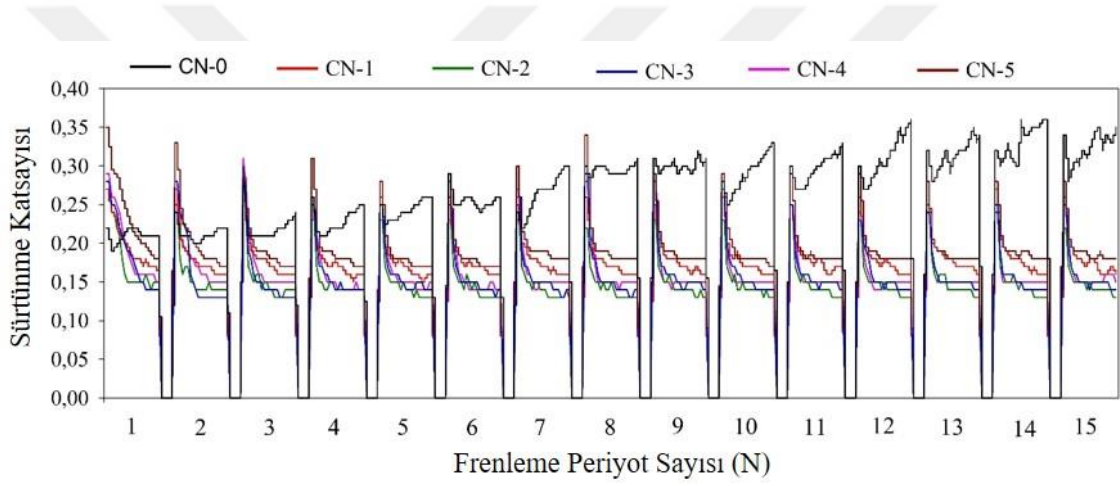 CN-0 CN-1 CN-2 CN-3 CN-4 CN-5
Sürtünme Katsayısı
0,40
0,35
0,30
0,25
0,20
0,15
0,10
0,05
0,00
1 2 3 4 5 6 7 8 9 10 11 12 13 14 15
Frenleme Periyot Sayısı (N)